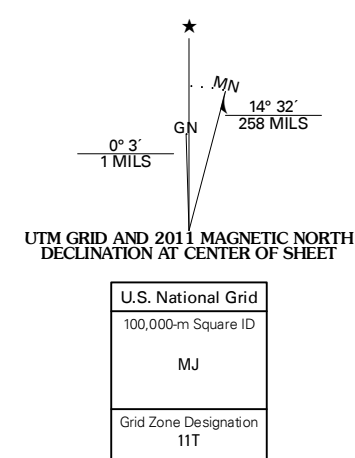 ★
MN
GN
14° 32´
258 MILS
0° 3´
1 MILS
UTM GRID AND 2011 MAGNETIC NORTH
DECLINATION AT CENTER OF SHEET
U.S. National Grid
100,000-m Square ID
MJ
Grid Zone Designation
11T